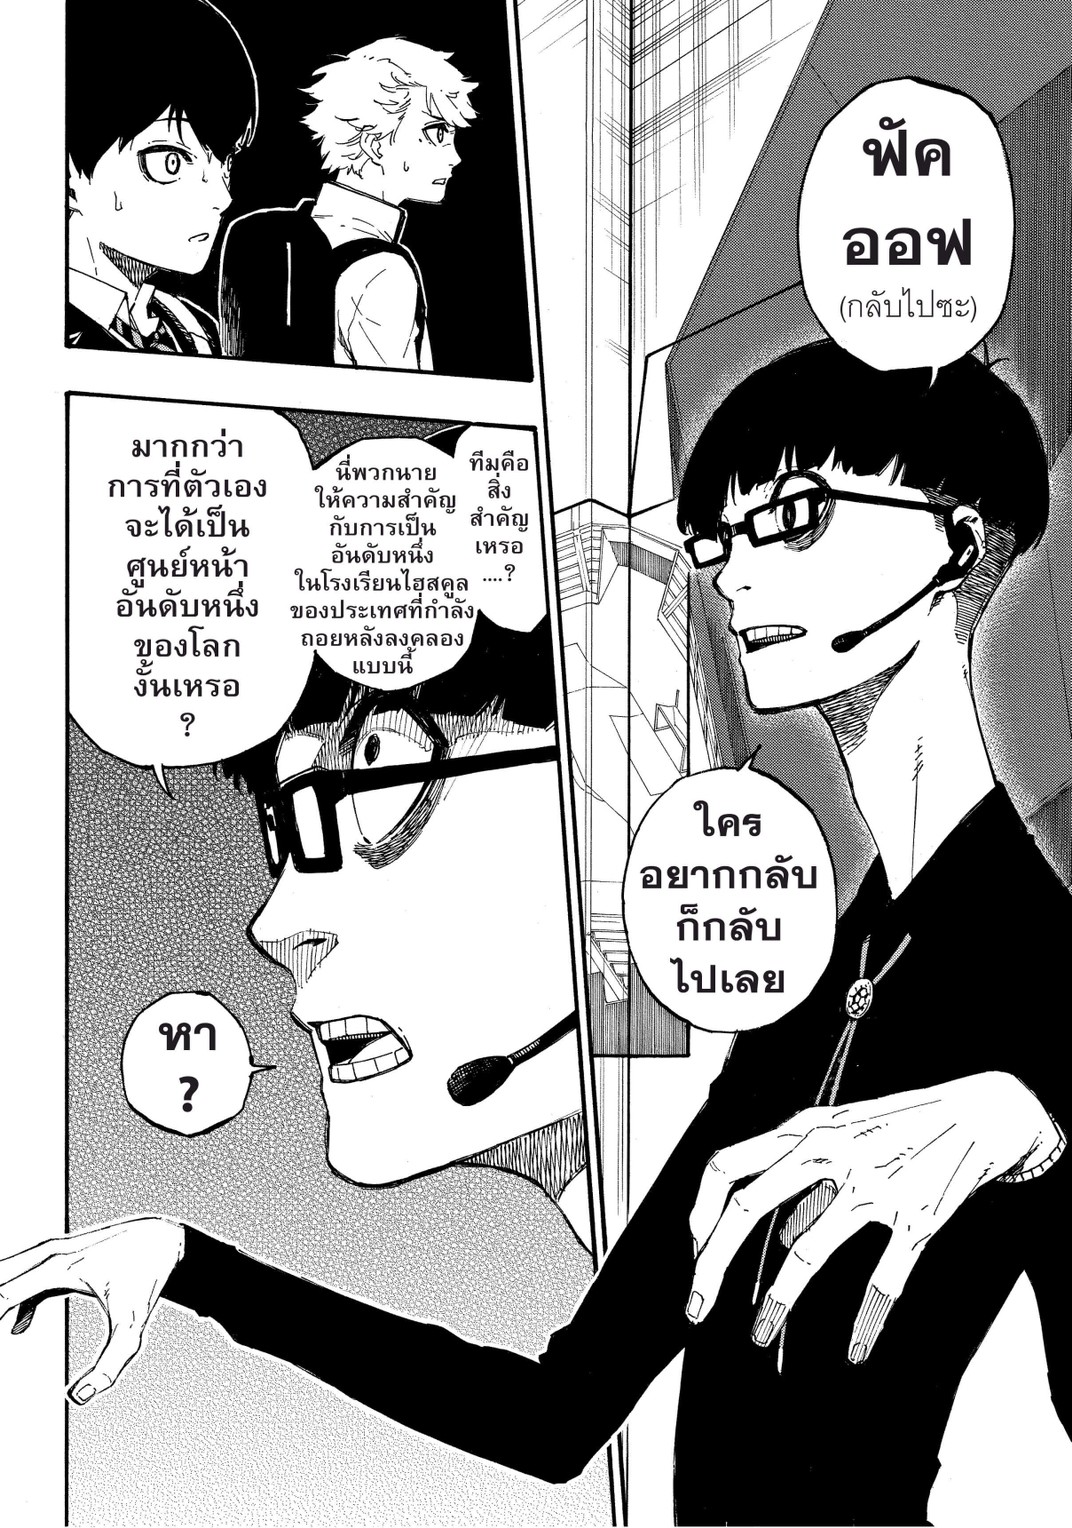 ฟัค
ออฟ
(กลับไปซะ)
ใคร
อยากกลับ
ก็กลับ
ไปเลย
ทีมคือ
สิ่ง
สำคัญ
เหรอ
....?
นี่พวกนาย
ให้ความสำคัญ
กับการเป็น
อันดับหนึ่ง
ในโรงเรียนไฮสคูล
ของประเทศที่กำลัง
ถอยหลังลงคลอง
แบบนี้
มากกว่า
การที่ตัวเอง
จะได้เป็น
ศูนย์หน้า
อันดับหนึ่ง
ของโลก
งั้นเหรอ
?
หา
?